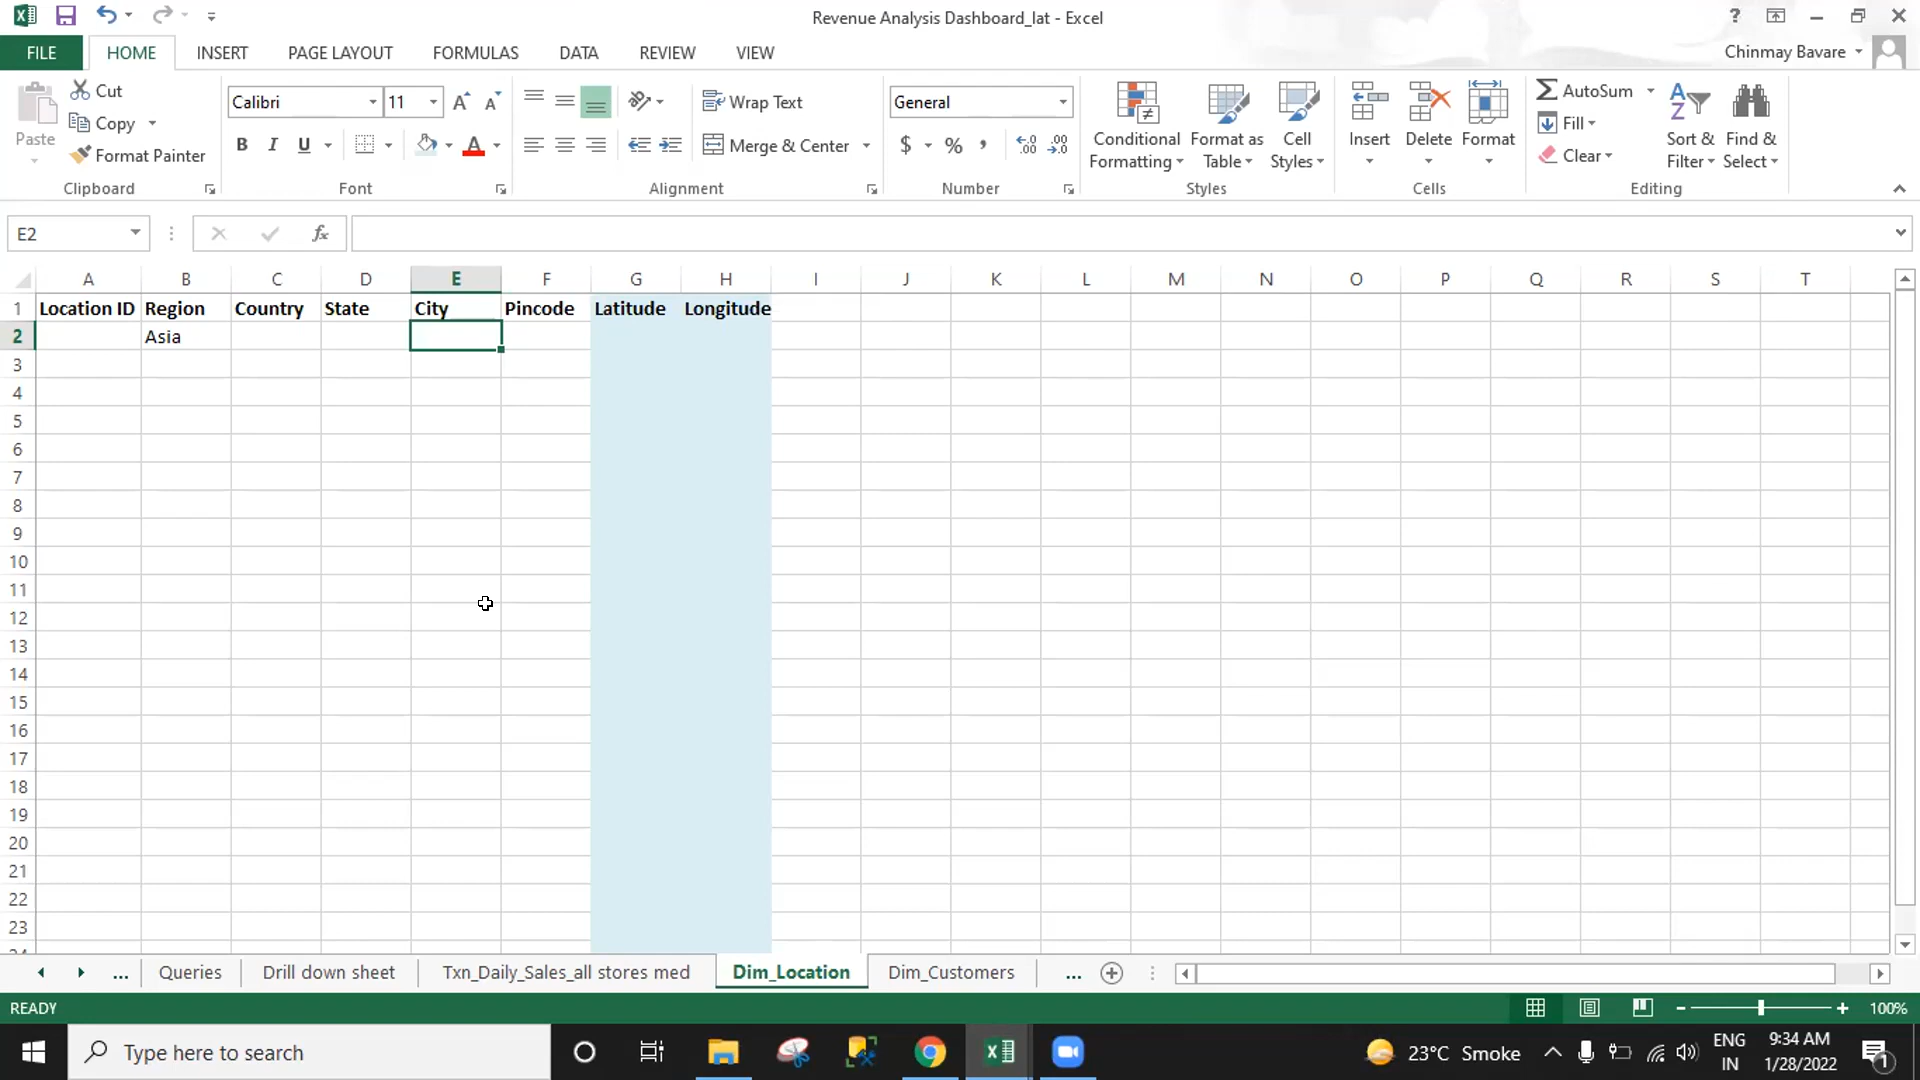 Revenue Analysis Dashboard_lat - Excel
?
FILE HOME INSERT PAGE LAYOUT FORMULAS DATA REVIEW VIEW Chinmay Bavare
Paste
Cut
Copy
Format Painter
Clipboard
Calibri 11
B I U A
Font
Wrap Text
Merge & Center
Alignment
General
$ % ,
Number
Conditional Formatting
Format as Table
Cell Styles
Styles
Insert
Delete
Format
Cells
AutoSum
Fill
Clear
Sort & Filter
Find & Select
Editing
E2 fx
A B C D E F G H I J K L M N O P Q R S T
1 Location ID Region Country State City Pincode Latitude Longitude
2 Asia
3
4
5
6
7
8
9
10
11
12
13
14
15
16
17
18
19
20
21
22
23
24
... Queries Drill down sheet Txn_Daily_Sales_all stores med Dim_Location Dim_Customers ...
READY 100%
Type here to search 23°C Smoke ENG IN 9:34 AM 1/28/2022 1